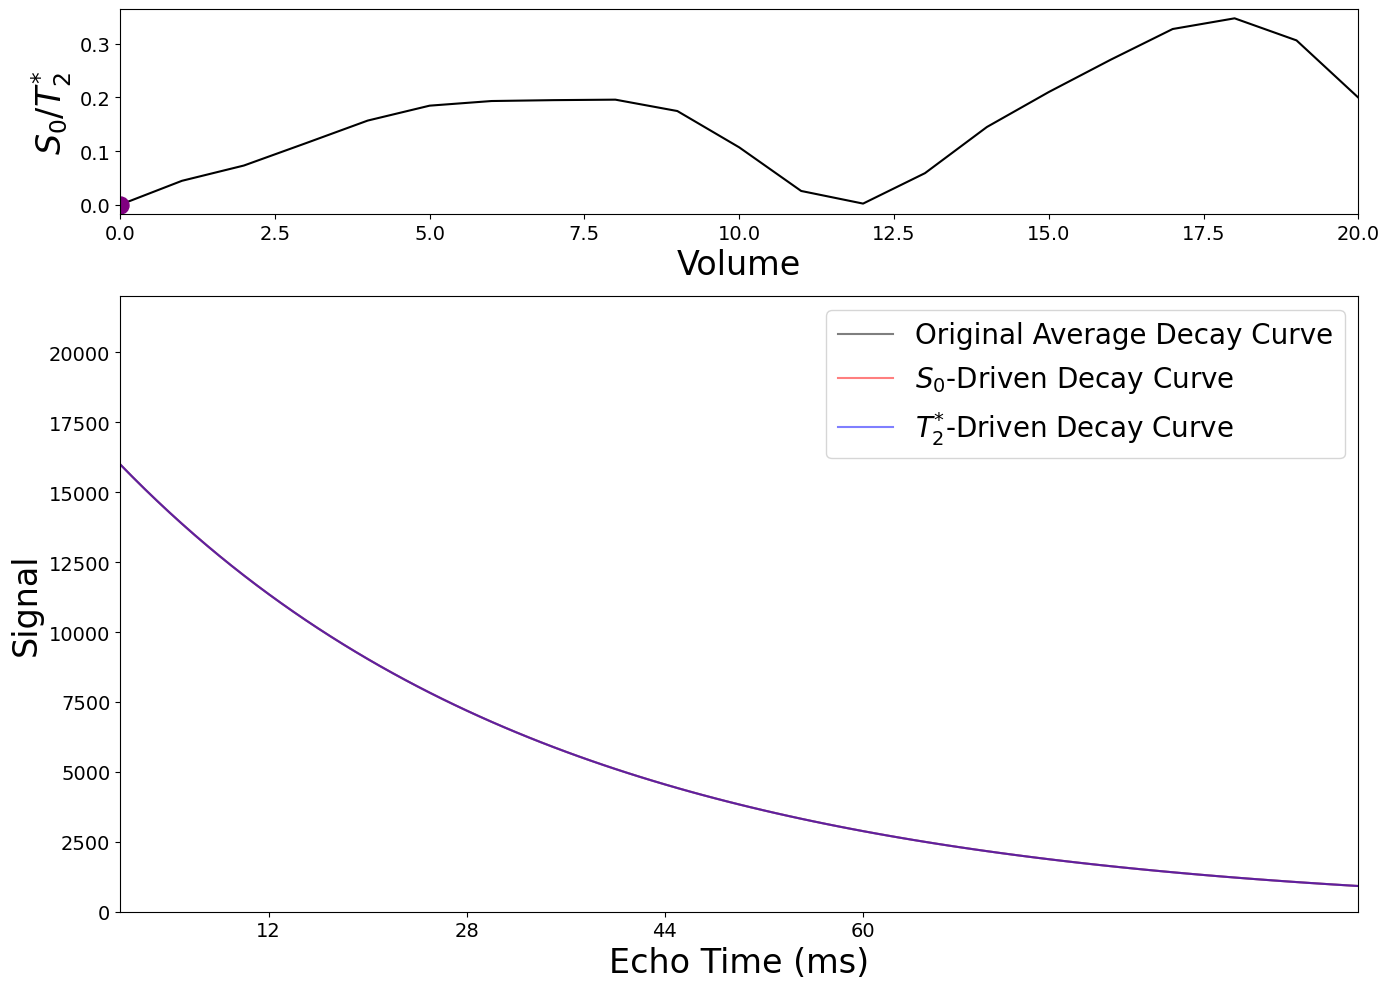 S₀/T₂*
0.3
0.2
0.1
0.0
0.0 2.5 5.0 7.5 10.0 12.5 15.0 17.5 20.0
Volume
Original Average Decay Curve
S₀-Driven Decay Curve
T₂*-Driven Decay Curve
Signal
20000
17500
15000
12500
10000
7500
5000
2500
0
12 28 44 60
Echo Time (ms)